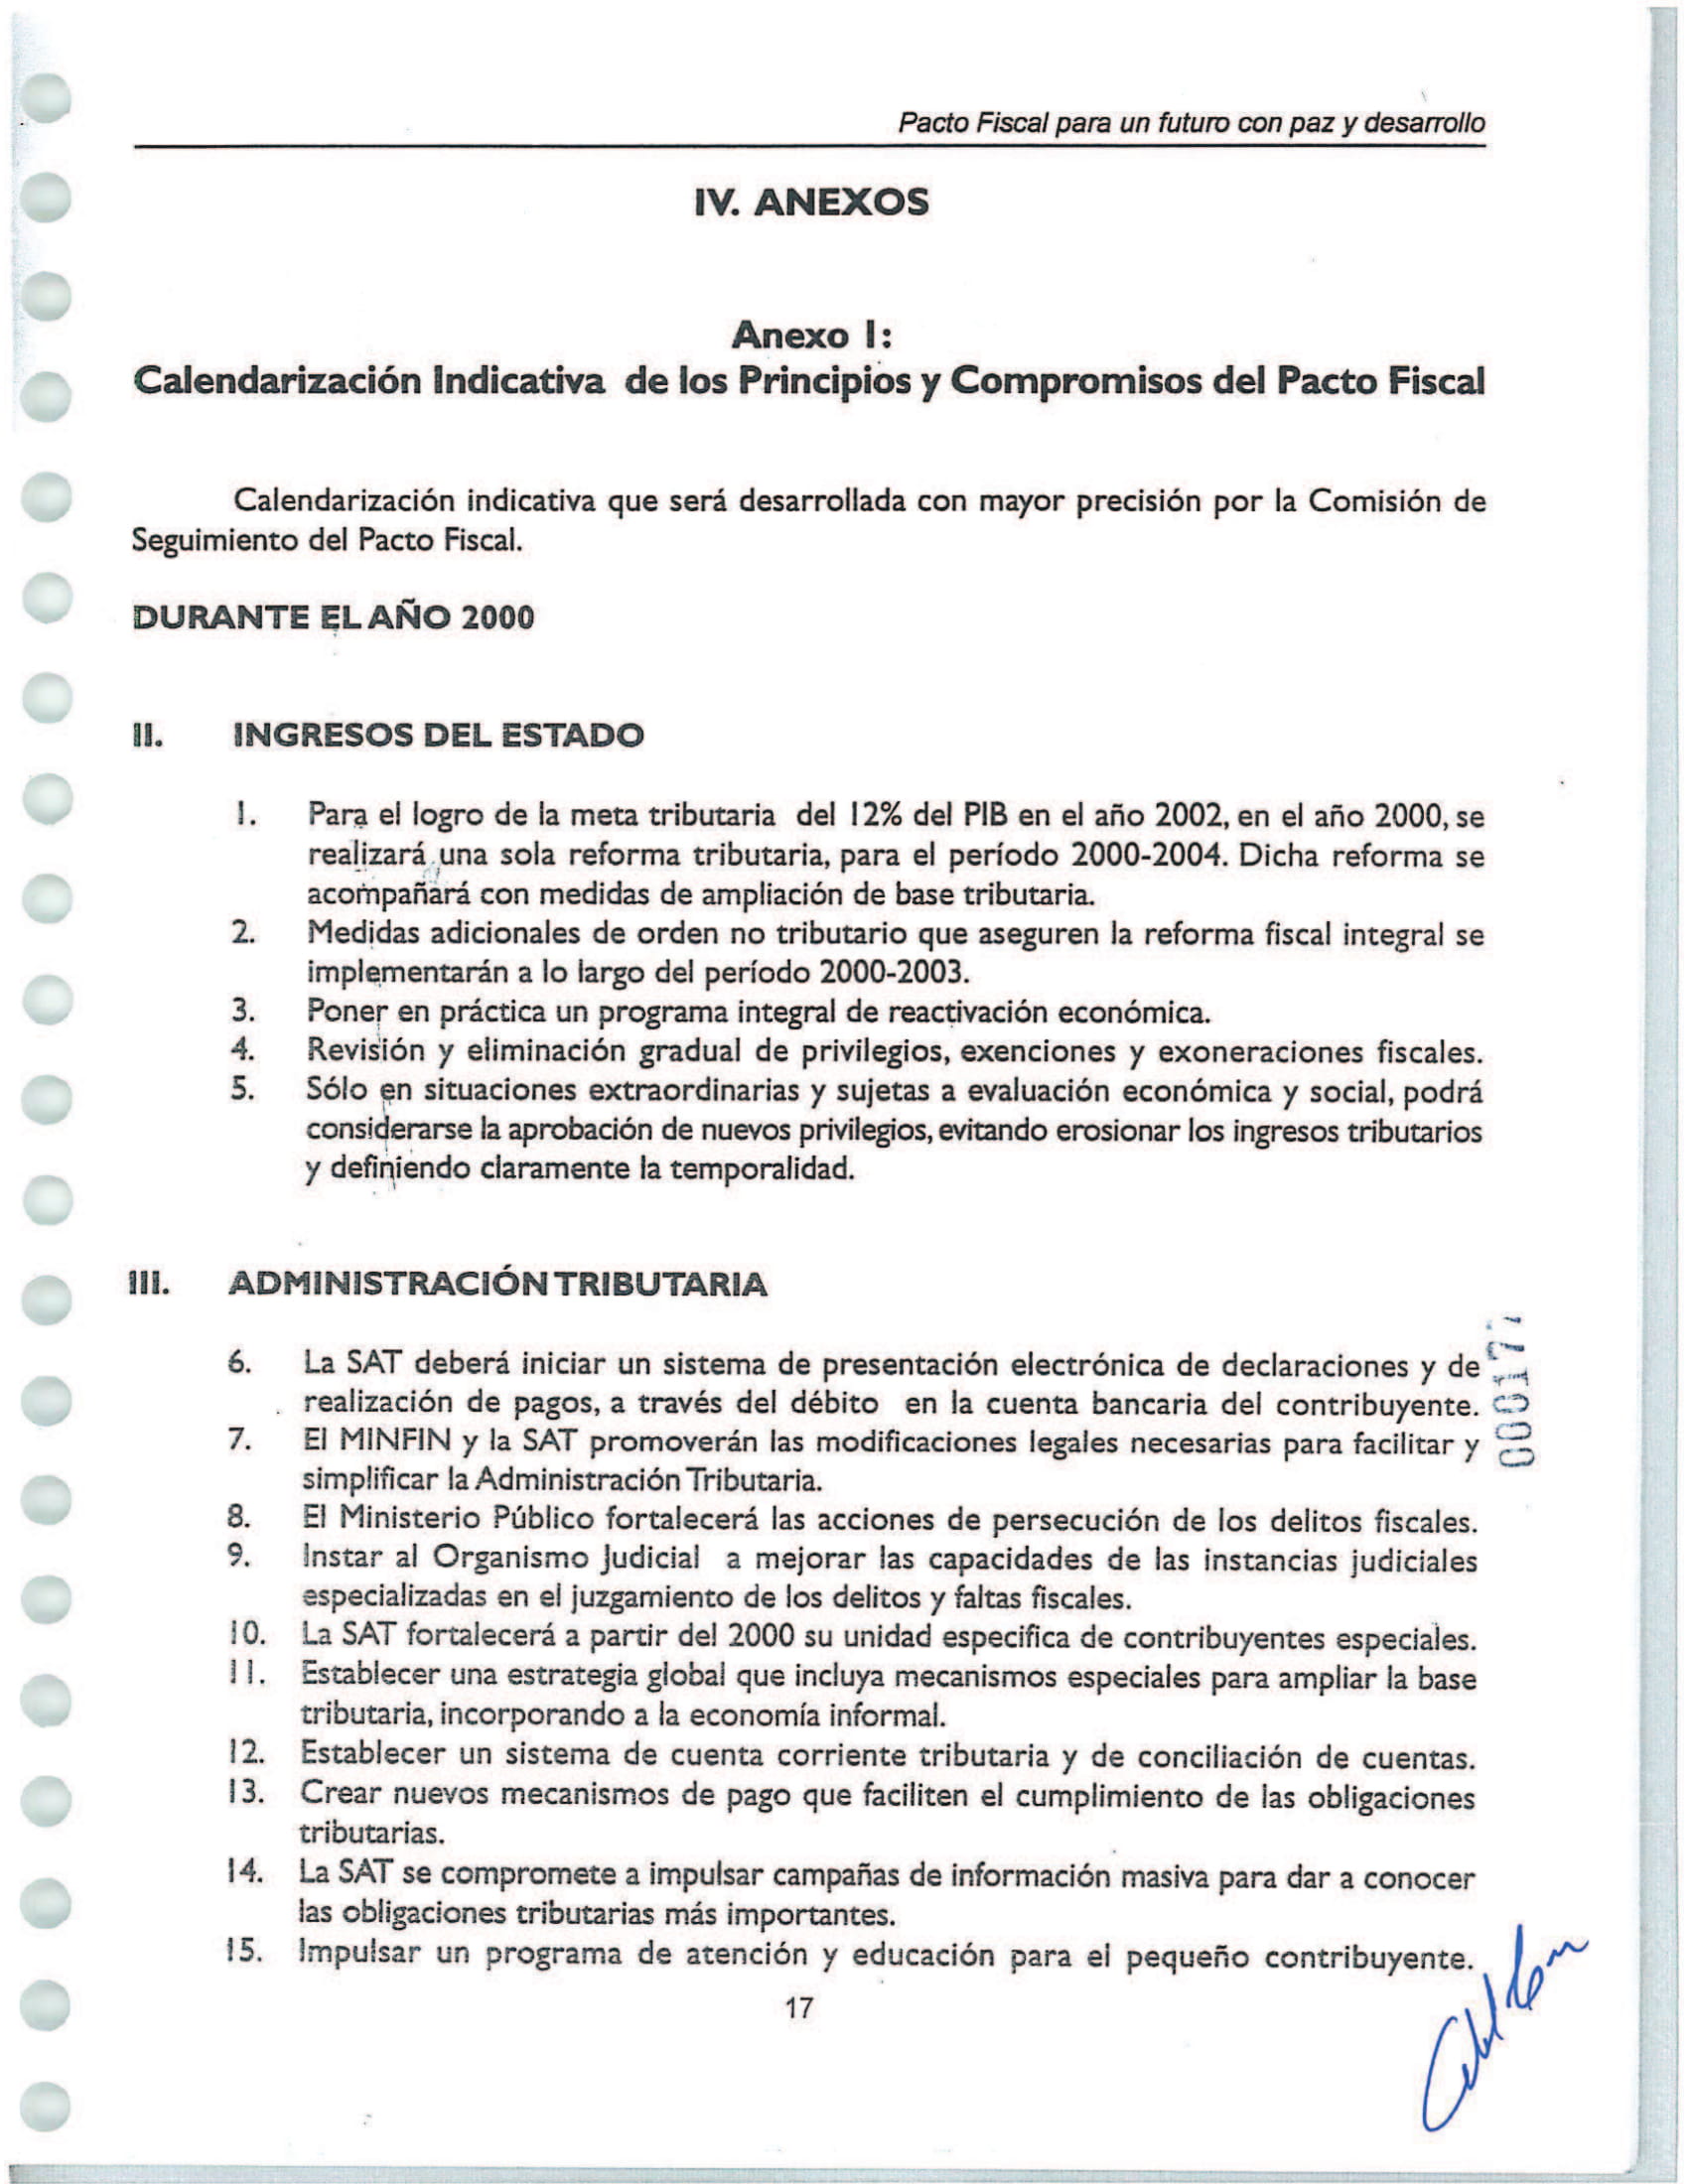 Pacto Fiscal para un futuro con paz y desarrollo
IV. ANEXOS
Anexo 1:
Calendarización Indicativa de los Principios y Compromisos del Pacto Fiscal
Calendarización indicativa que será desarrollada con mayor precisión por la Comisión de
Seguimiento del Pacto Fiscal.
DURANTE EL AÑO 2000
II. INGRESOS DEL ESTADO
1. Para el logro de la meta tributaria del 12% del PIB en el año 2002, en el año 2000, se
realizará una sola reforma tributaria, para el período 2000-2004. Dicha reforma se
acompañará con medidas de ampliación de base tributaria.
2. Medidas adicionales de orden no tributario que aseguren la reforma fiscal integral se
implementarán a lo largo del período 2000-2003.
3. Poner en práctica un programa integral de reactivación económica.
4. Revisión y eliminación gradual de privilegios, exenciones y exoneraciones fiscales.
5. Sólo en situaciones extraordinarias y sujetas a evaluación económica y social, podrá
considerarse la aprobación de nuevos privilegios, evitando erosionar los ingresos tributarios
y definiendo claramente la temporalidad.
III. ADMINISTRACIÓN TRIBUTARIA
6. La SAT deberá iniciar un sistema de presentación electrónica de declaraciones y de
realización de pagos, a través del débito en la cuenta bancaria del contribuyente.
7. El MINFIN y la SAT promoverán las modificaciones legales necesarias para facilitar y
simplificar la Administración Tributaria.
8. El Ministerio Público fortalecerá las acciones de persecución de los delitos fiscales.
9. Instar al Organismo Judicial a mejorar las capacidades de las instancias judiciales
especializadas en el juzgamiento de los delitos y faltas fiscales.
10. La SAT fortalecerá a partir del 2000 su unidad especifica de contribuyentes especiales.
11. Establecer una estrategia global que incluya mecanismos especiales para ampliar la base
tributaria, incorporando a la economía informal.
12. Establecer un sistema de cuenta corriente tributaria y de conciliación de cuentas.
13. Crear nuevos mecanismos de pago que faciliten el cumplimiento de las obligaciones
tributarias.
14. La SAT se compromete a impulsar campañas de información masiva para dar a conocer
las obligaciones tributarias más importantes.
15. Impulsar un programa de atención y educación para el pequeño contribuyente.
17